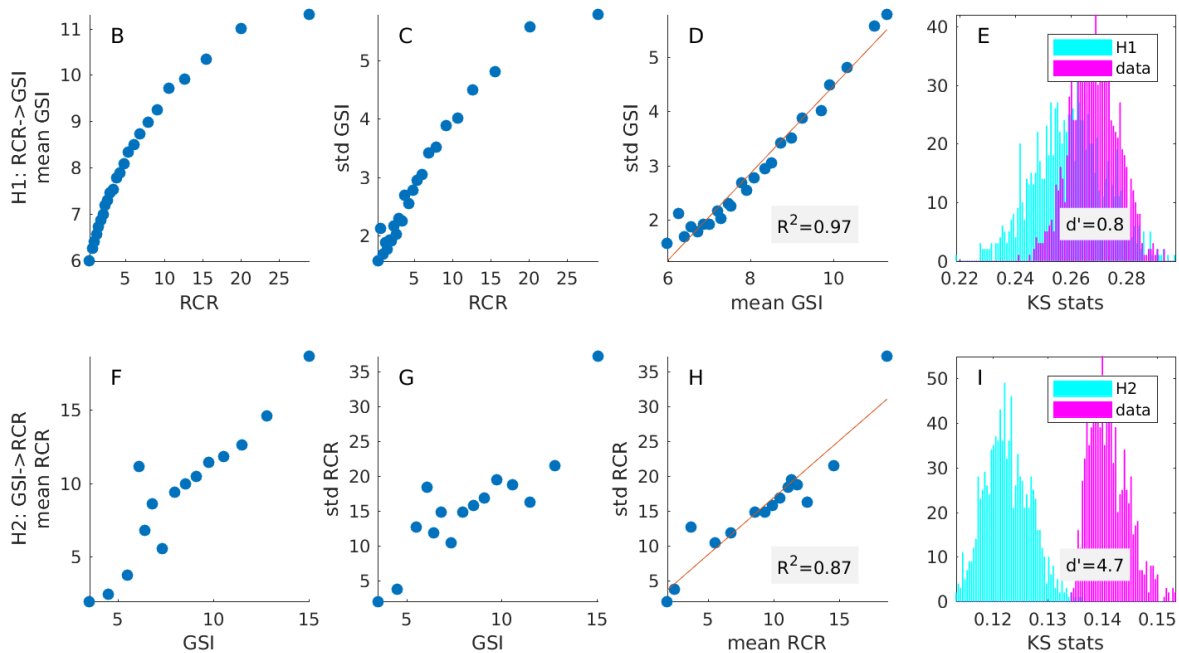 B
H1: RCR->GSI
mean GSI
11
10
9
8
7
6
5
10
15
20
25
RCR
C
std GSI
5
4
3
2
5
10
15
20
25
RCR
D
std GSI
5
4
3
2
6
8
10
mean GSI
R²=0.97
E
H1
data
40
30
20
10
0
0.22
0.24
0.26
0.28
KS stats
d'=0.8
F
H2: GSI->RCR
mean RCR
15
10
5
5
10
15
GSI
G
std RCR
35
30
25
20
15
10
5
5
10
15
GSI
H
std RCR
35
30
25
20
15
10
5
5
10
15
mean RCR
R²=0.87
I
H2
data
50
40
30
20
10
0
0.12
0.13
0.14
0.15
KS stats
d'=4.7